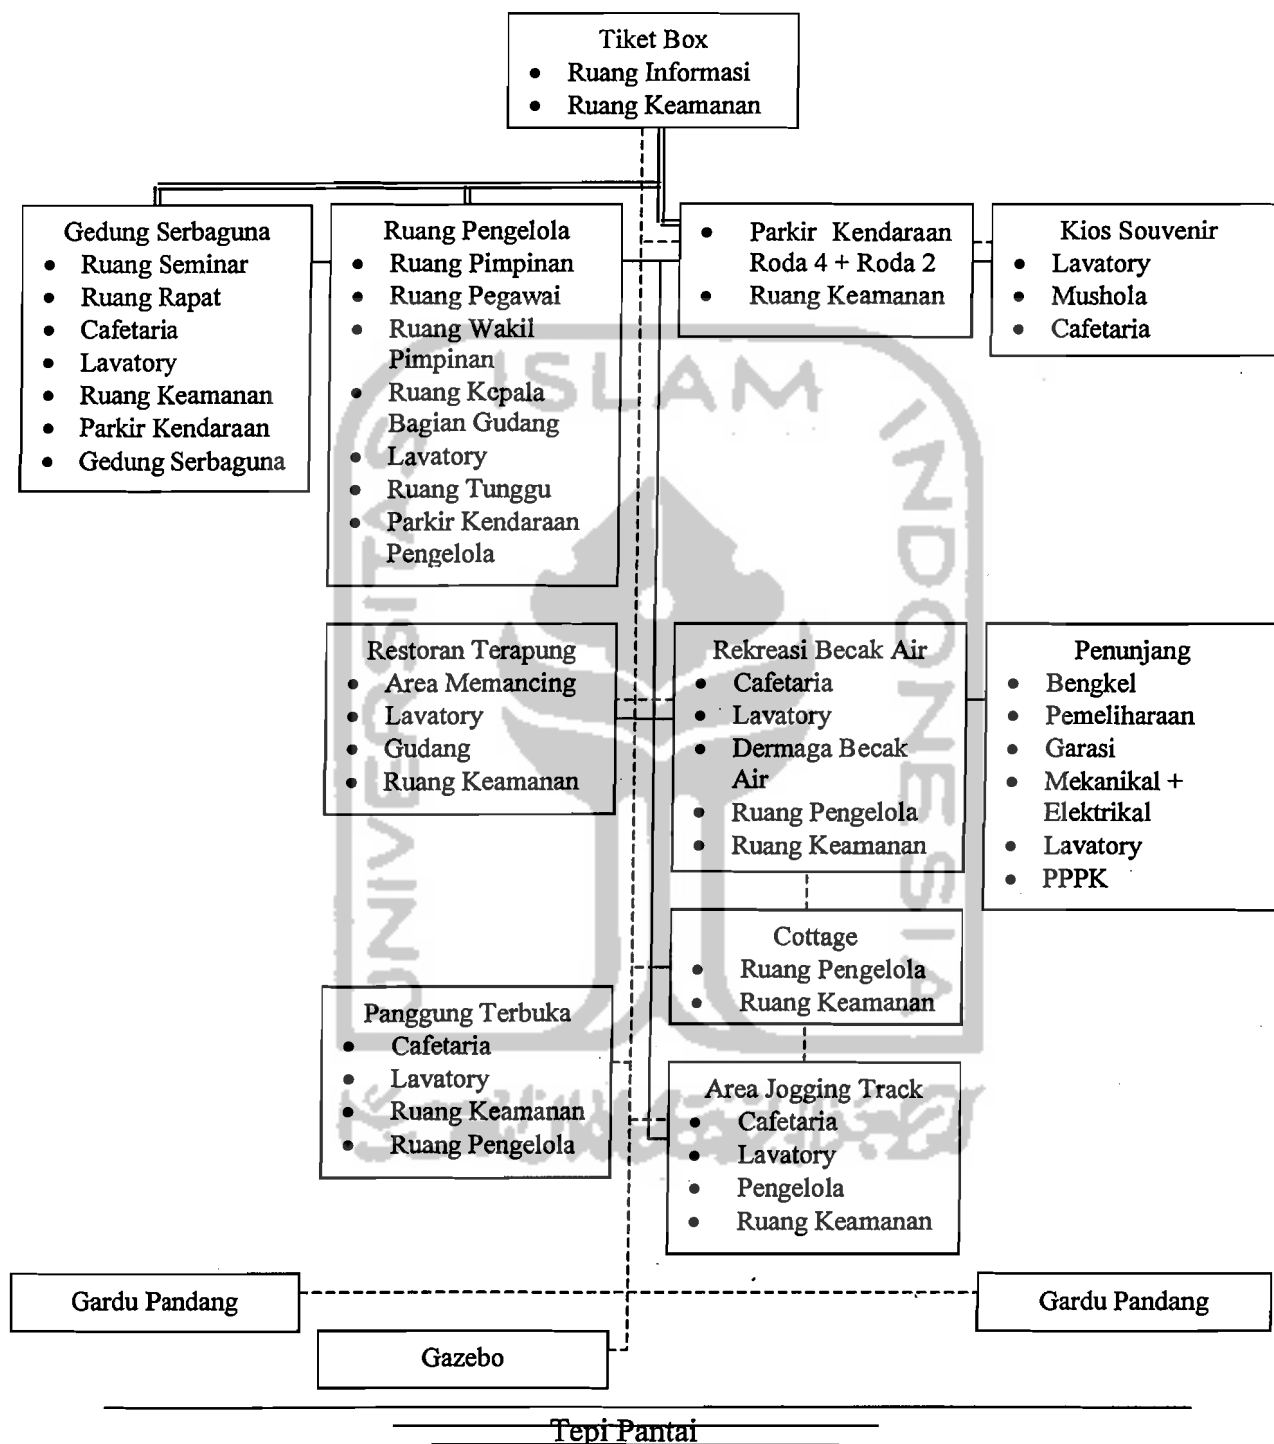 Tiket Box
• Ruang Informasi
• Ruang Keamanan
Gedung Serbaguna
• Ruang Seminar
• Ruang Rapat
• Cafetaria
• Lavatory
• Ruang Keamanan
• Parkir Kendaraan
• Gedung Serbaguna
Ruang Pengelola
• Ruang Pimpinan
• Ruang Pegawai
• Ruang Wakil
Pimpinan
• Ruang Kepala
Bagian Gudang
• Lavatory
• Ruang Tunggu
• Parkir Kendaraan
Pengelola
• Parkir Kendaraan
Roda 4 + Roda 2
• Ruang Keamanan
Kios Souvenir
• Lavatory
• Mushola
• Cafetaria
Restoran Terapung
• Area Memancing
• Lavatory
• Gudang
• Ruang Keamanan
Rekreasi Becak Air
• Cafetaria
• Lavatory
• Dermaga Becak
Air
• Ruang Pengelola
• Ruang Keamanan
Penunjang
• Bengkel
• Pemeliharaan
• Garasi
• Mekanikal +
Elektrikal
• Lavatory
• PPPK
Cottage
• Ruang Pengelola
• Ruang Keamanan
Panggung Terbuka
• Cafetaria
• Lavatory
• Ruang Keamanan
• Ruang Pengelola
Area Jogging Track
• Cafetaria
• Lavatory
• Pengelola
• Ruang Keamanan
Gardu Pandang
Gardu Pandang
Gazebo
Tepi Pantai
UNIVERSITAS
ISLAM
INDONESIA